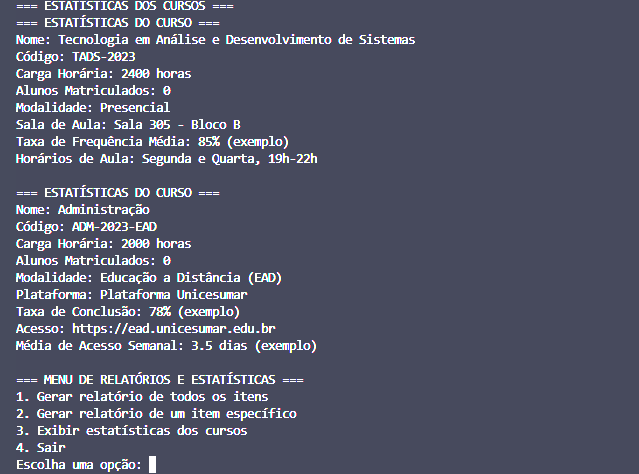 === ESTATÍSTICAS DOS CURSOS ===
=== ESTATÍSTICAS DO CURSO ===
Nome: Tecnologia em Análise e Desenvolvimento de Sistemas
Código: TADS-2023
Carga Horária: 2400 horas
Alunos Matriculados: 0
Modalidade: Presencial
Sala de Aula: Sala 305 - Bloco B
Taxa de Frequência Média: 85% (exemplo)
Horários de Aula: Segunda e Quarta, 19h-22h
=== ESTATÍSTICAS DO CURSO ===
Nome: Administração
Código: ADM-2023-EAD
Carga Horária: 2000 horas
Alunos Matriculados: 0
Modalidade: Educação a Distância (EAD)
Plataforma: Plataforma Unicesumar
Taxa de Conclusão: 78% (exemplo)
Acesso: https://ead.unicesumar.edu.br
Média de Acesso Semanal: 3.5 dias (exemplo)
=== MENU DE RELATÓRIOS E ESTATÍSTICAS ===
1. Gerar relatório de todos os itens
2. Gerar relatório de um item específico
3. Exibir estatísticas dos cursos
4. Sair
Escolha uma opção: